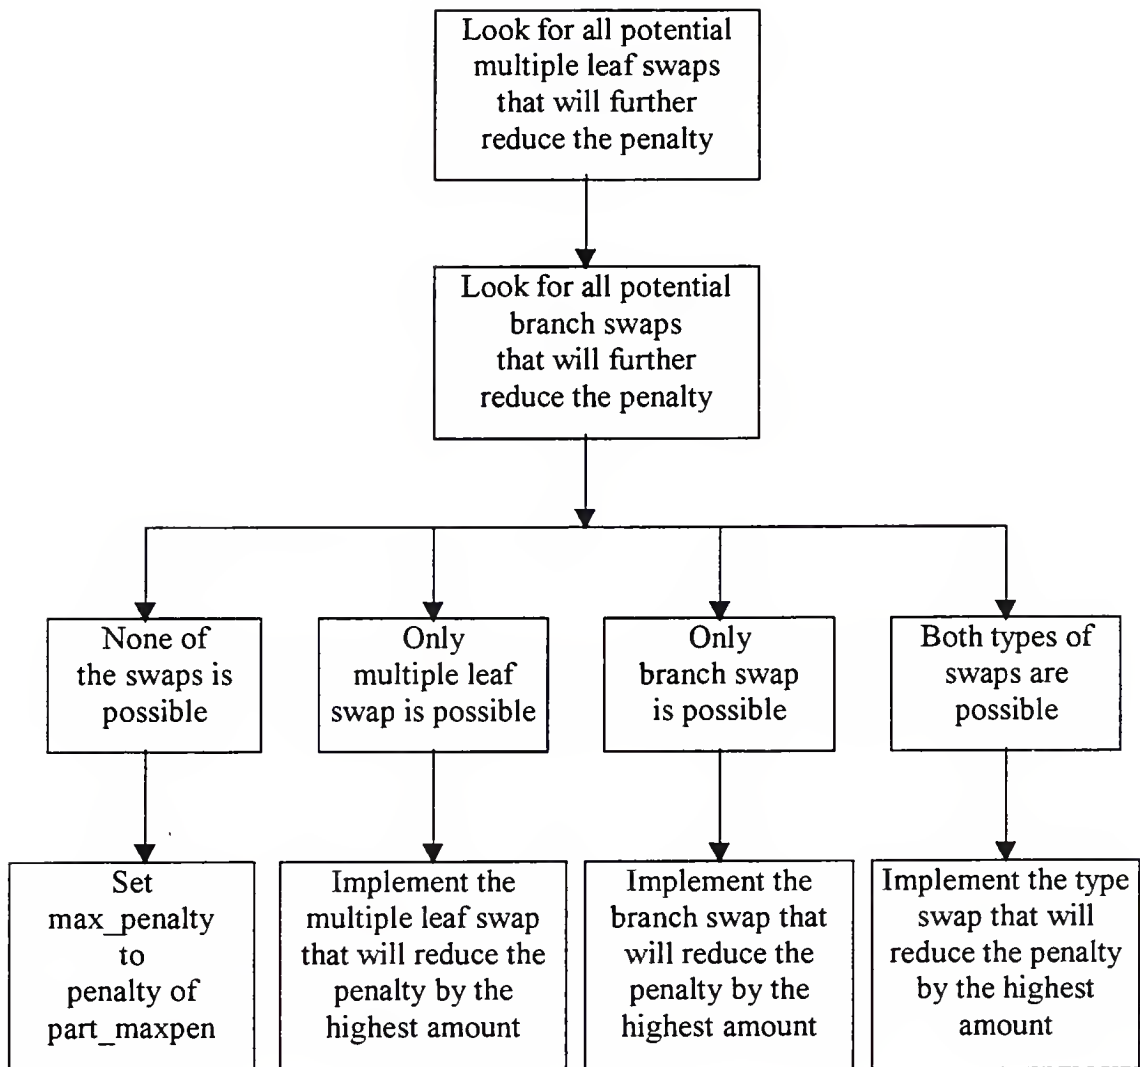 Look for all potential
multiple leaf swaps
that will further
reduce the penalty
Look for all potential
branch swaps
that will further
reduce the penalty
None of
the swaps is
possible
Only
multiple leaf
swap is possible
Only
branch swap
is possible
Both types of
swaps are
possible
Set
max_penalty
to
penalty of
part_maxpen
Implement the
multiple leaf swap
that will reduce the
penalty by the
highest amount
Implement the
branch swap that
will reduce the
penalty by the
highest amount
Implement the type
swap that will
reduce the penalty
by the highest
amount